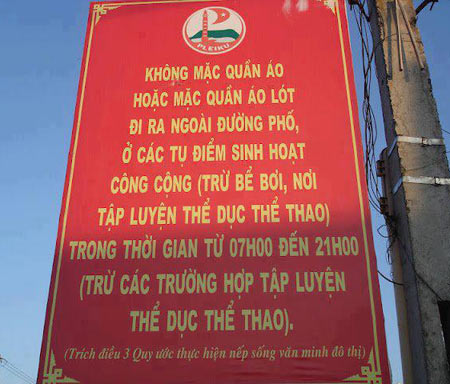 PLEIKU
KHÔNG MẶC QUẦN ÁO
HOẶC MẶC QUẦN ÁO LÓT
ĐI RA NGOÀI ĐƯỜNG PHỐ,
Ở CÁC TỤ ĐIỂM SINH HOẠT
CÔNG CỘNG (TRỪ BỂ BƠI, NƠI
TẬP LUYỆN THỂ DỤC THỂ THAO)
TRONG THỜI GIAN TỪ 07H00 ĐẾN 21H00
(TRỪ CÁC TRƯỜNG HỢP TẬP LUYỆN
THỂ DỤC THỂ THAO).
(Trích điều 3 Quy ước thực hiện nếp sống văn minh đô thị)